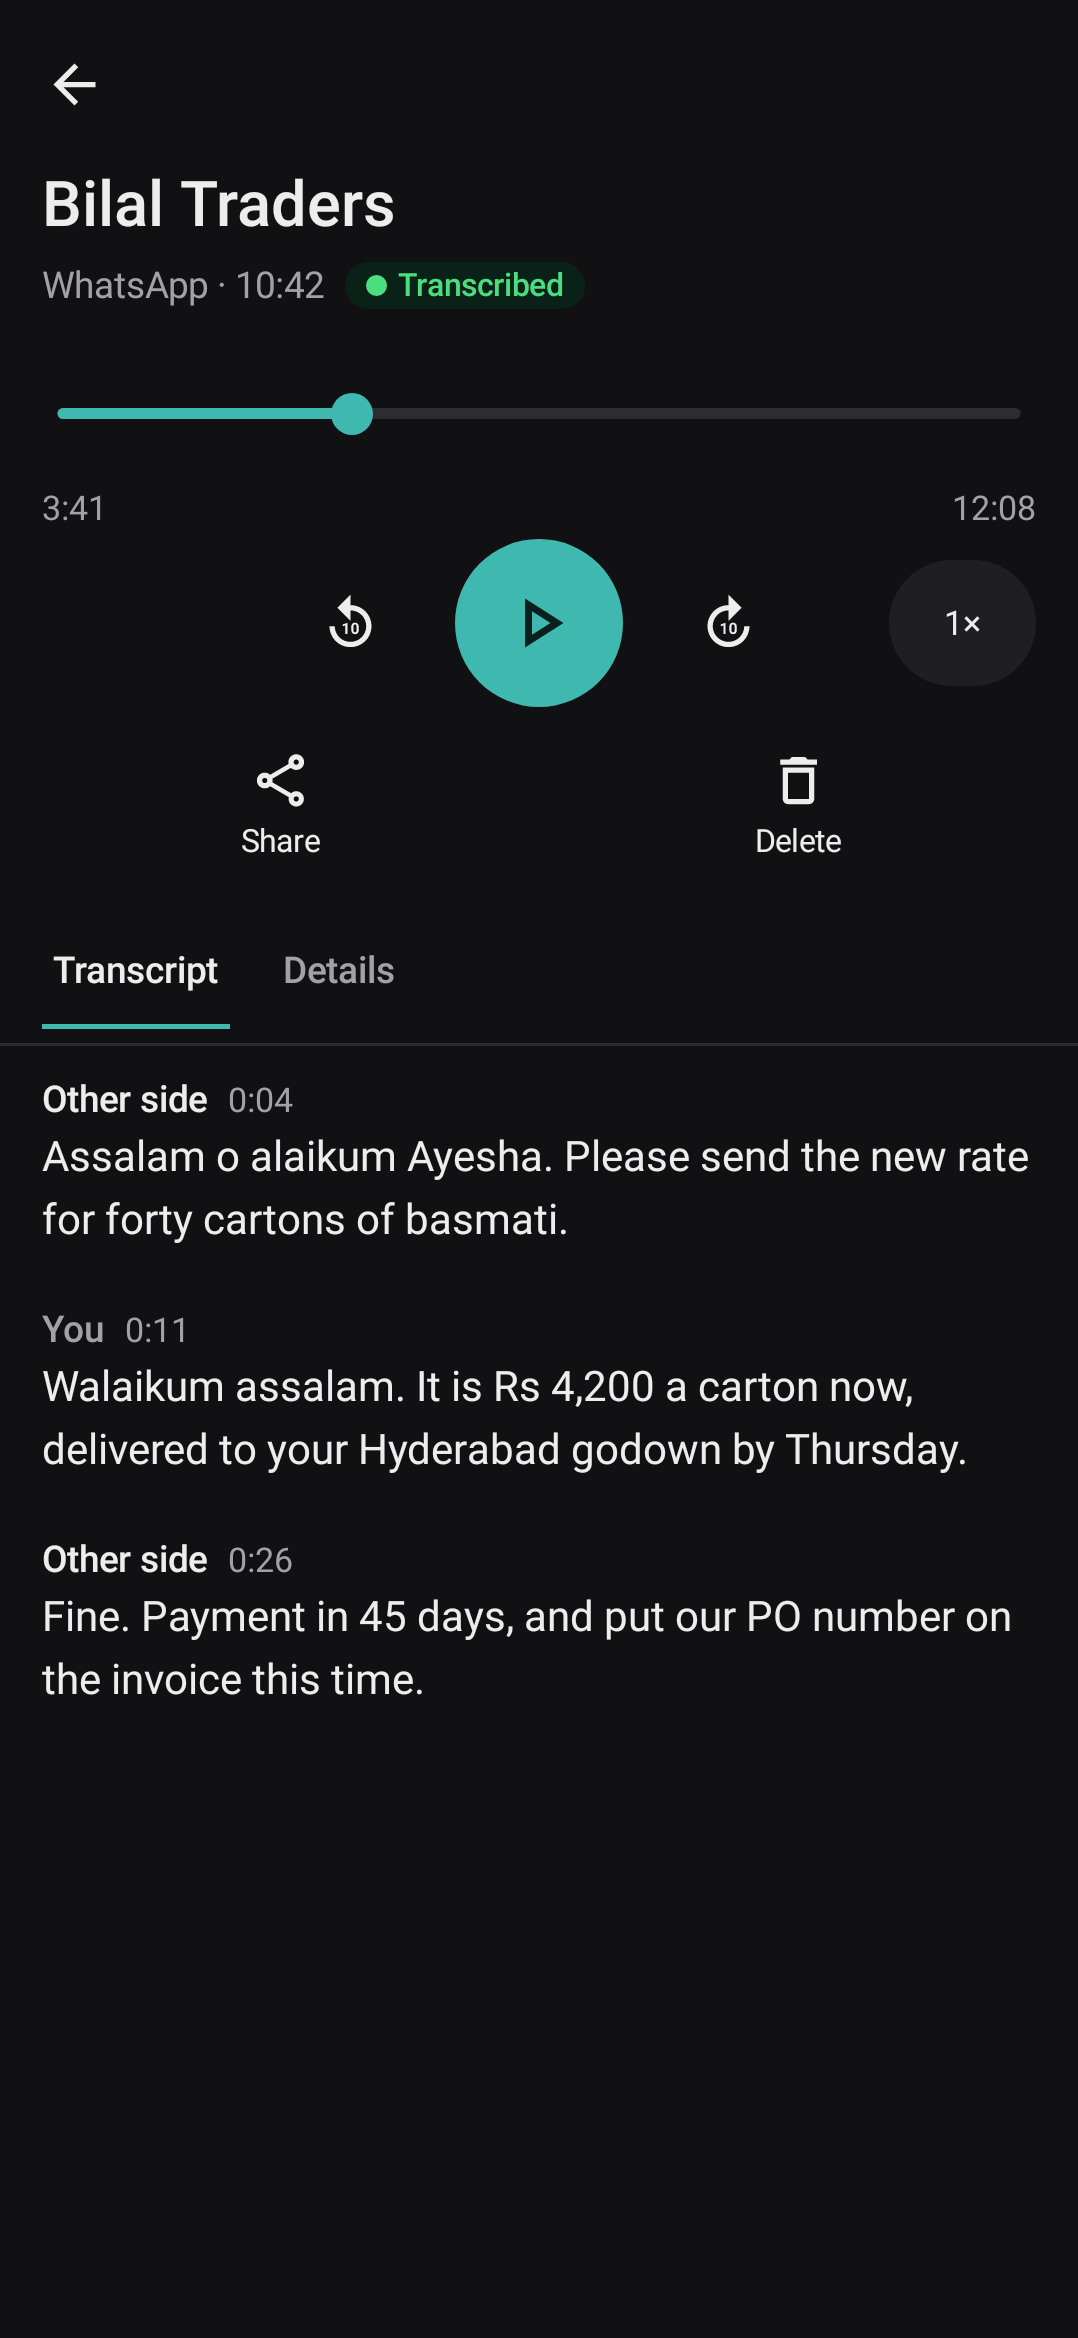 Bilal Traders
WhatsApp · 10:42 Transcribed
3:41 12:08
10 10 1×
Share Delete
Transcript Details
Other side 0:04
Assalam o alaikum Ayesha. Please send the new rate
for forty cartons of basmati.
You 0:11
Walaikum assalam. It is Rs 4,200 a carton now,
delivered to your Hyderabad godown by Thursday.
Other side 0:26
Fine. Payment in 45 days, and put our PO number on
the invoice this time.